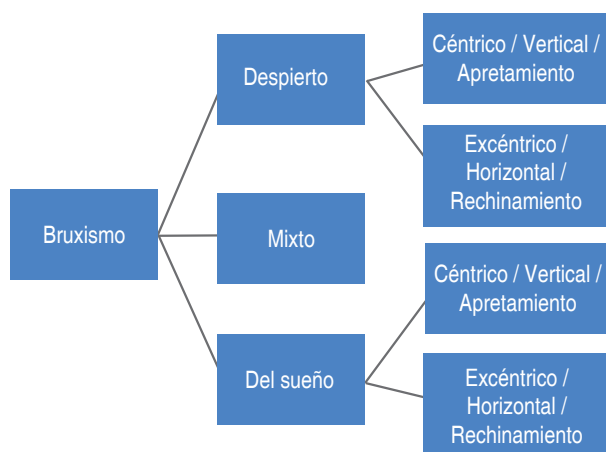 Bruxismo
Despierto
Céntrico / Vertical /
Apretamiento
Excéntrico /
Horizontal /
Rechinamiento
Mixto
Del sueño
Céntrico / Vertical /
Apretamiento
Excéntrico /
Horizontal /
Rechinamiento